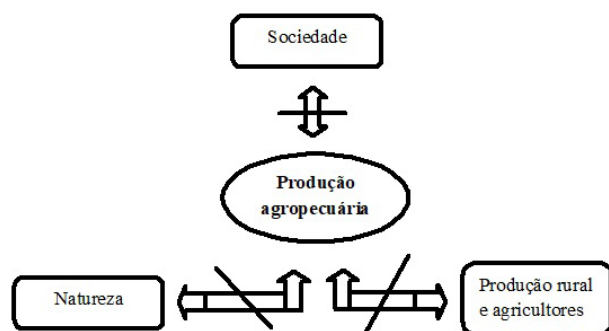 Sociedade
Produção
agropecuária
Natureza
Produção rural
e agricultores